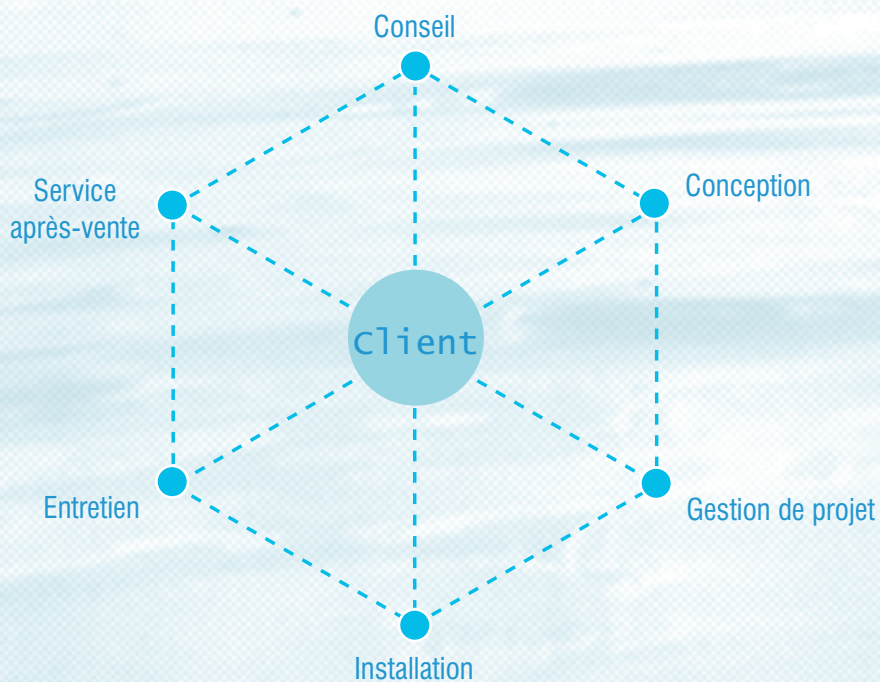 Conseil
Service
après-vente
Conception
Client
Entretien
Gestion de projet
Installation